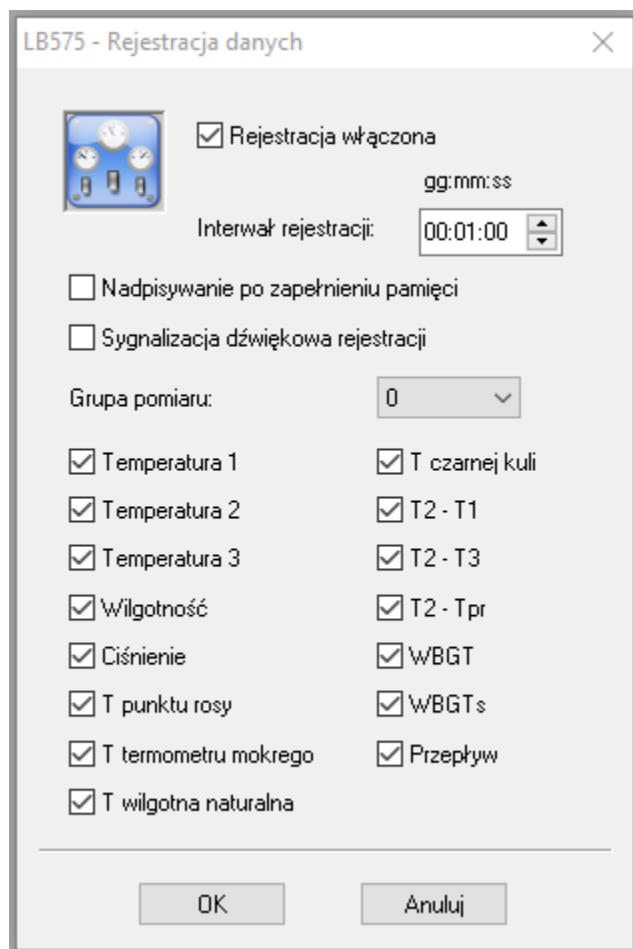 LB575 - Rejestracja danych
Rejestracja włączona
gg:mm:ss
Interwał rejestracji: 00:01:00
Nadpisywanie po zapełnieniu pamięci
Sygnalizacja dźwiękowa rejestracji
Grupa pomiaru: 0
Temperatura 1 T czarnej kuli
Temperatura 2 T2 - T1
Temperatura 3 T2 - T3
Wilgotność T2 - Tpr
Ciśnienie WBGT
T punktu rosy WBGTs
T termometru mokrego Przepływ
T wilgotna naturalna
OK Anuluj